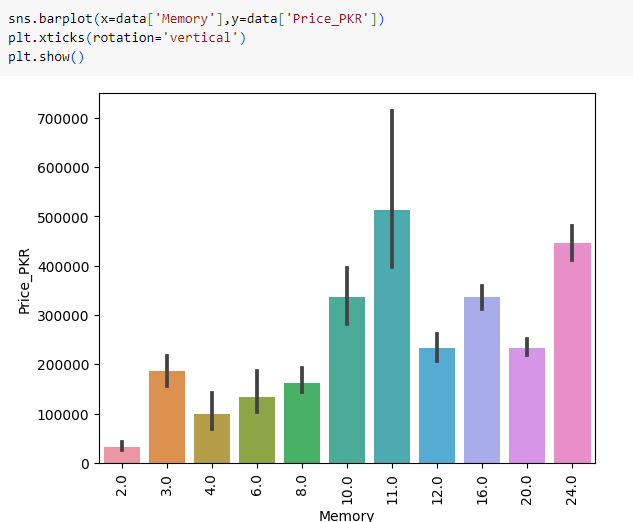 sns.barplot(x=data['Memory'],y=data['Price_PKR'])
plt.xticks(rotation='vertical')
plt.show()
700000
600000
500000
400000
300000
200000
100000
0
Price_PKR
2.0 3.0 4.0 6.0 8.0 10.0 11.0 12.0 16.0 20.0 24.0
Memory